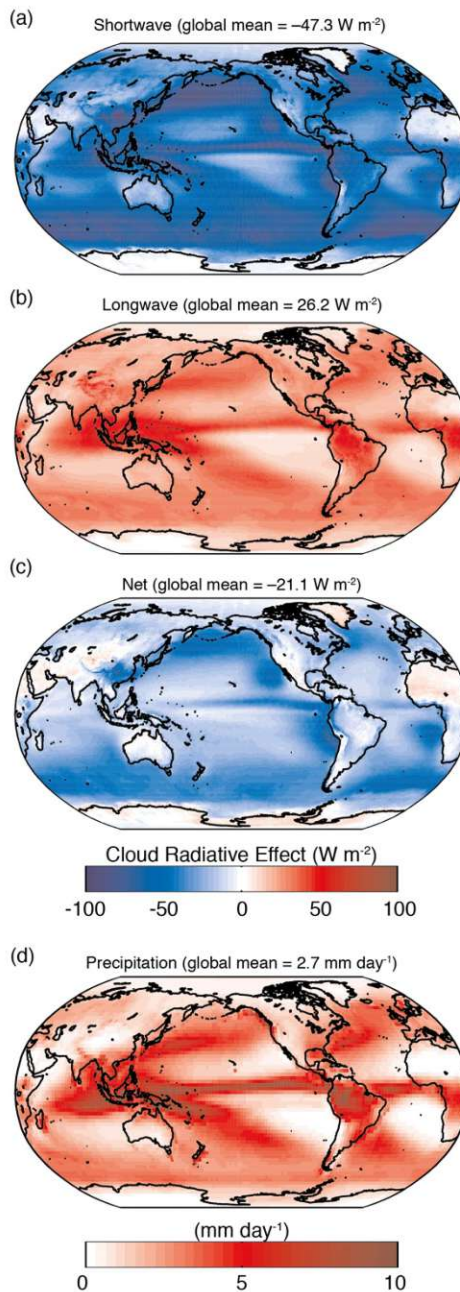 (a)
Shortwave (global mean = –47.3 W m-2)
(b)
Longwave (global mean = 26.2 W m-2)
(c)
Net (global mean = –21.1 W m-2)
Cloud Radiative Effect (W m-2)
-100 -50 0 50 100
(d)
Precipitation (global mean = 2.7 mm day-1)
(mm day-1)
0 5 10